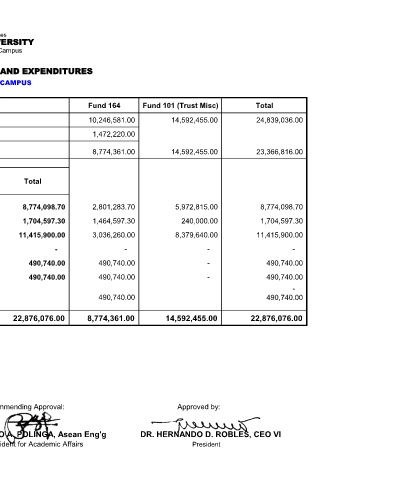 es
ERSITY
Campus
AND EXPENDITURES
CAMPUS
Fund 164 Fund 101 (Trust Misc) Total
10,246,581.00 14,592,455.00 24,839,036.00
1,472,220.00
8,774,361.00 14,592,455.00 23,366,816.00
Total
8,774,098.70 2,801,283.70 5,972,815.00 8,774,098.70
1,704,597.30 1,464,597.30 240,000.00 1,704,597.30
11,415,900.00 3,036,260.00 8,379,640.00 11,415,900.00
- - - -
490,740.00 490,740.00 - 490,740.00
490,740.00 490,740.00 - 490,740.00
-
490,740.00 490,740.00
22,876,076.00 8,774,361.00 14,592,455.00 22,876,076.00
mmending Approval: Approved by:
O A. POLINGA, Asean Eng'g DR. HERNANDO D. ROBLES, CEO VI
ident for Academic Affairs President